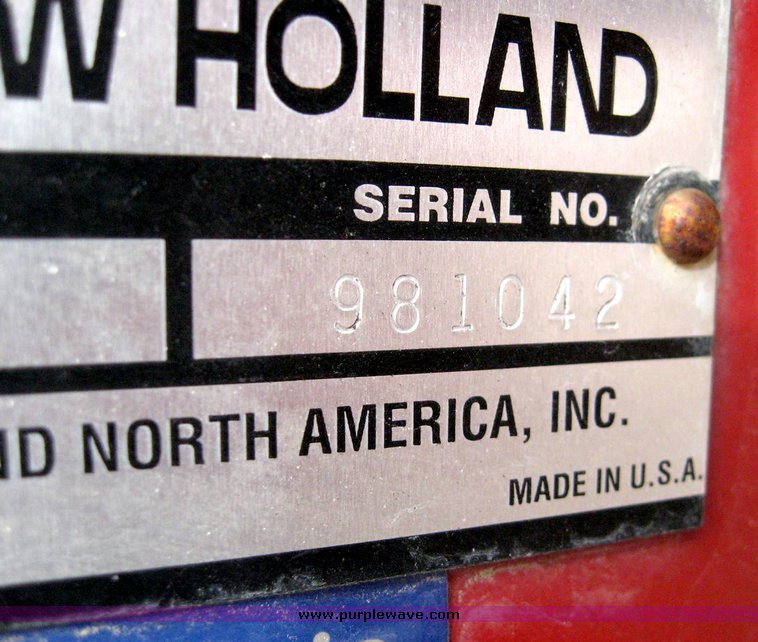 W HOLLAND
SERIAL NO.
981042
ND NORTH AMERICA, INC.
MADE IN U.S.A.
www.purplewave.com